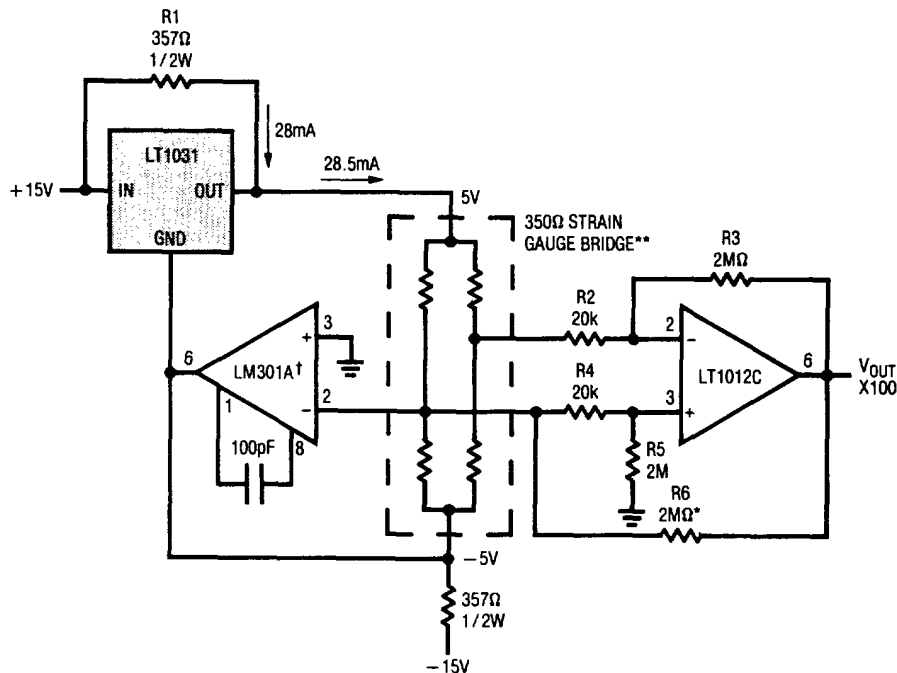 R1
357Ω
1/2W
28mA
LT1031
28.5mA
+15V
IN
OUT
GND
5V
350Ω STRAIN
GAUGE BRIDGE**
R3
2MΩ
R2
20k
2
−
6
LT1012C
VOUT
X100
R4
20k
3
+
R5
2M
R6
2MΩ*
3
+
6
LM301A†
2
−
1
8
100pF
−5V
357Ω
1/2W
−15V